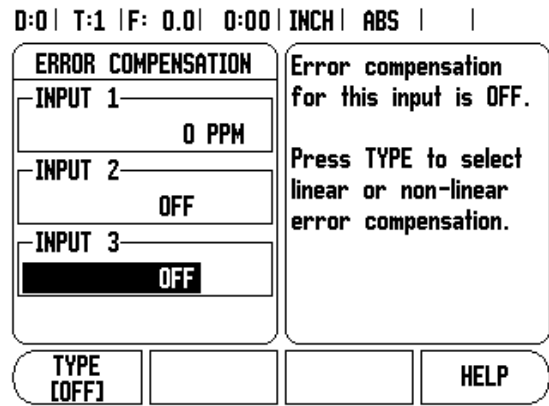 D:0 | T:1 | F: 0.0 | 0:00 | INCH | ABS | |
ERROR COMPENSATION
INPUT 1
0 PPM
INPUT 2
OFF
INPUT 3
OFF
Error compensation
for this input is OFF.
Press TYPE to select
linear or non-linear
error compensation.
TYPE
[OFF]
HELP